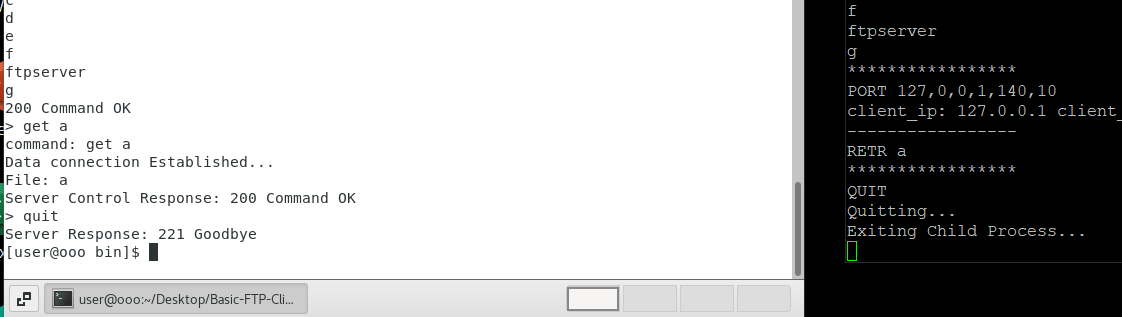 d
e
f
ftpserver
g
200 Command OK
> get a
command: get a
Data connection Established...
File: a
Server Control Response: 200 Command OK
> quit
Server Response: 221 Goodbye
[user@ooo bin]$
user@ooo:~/Desktop/Basic-FTP-Cli...
f
ftpserver
g
*****************
PORT 127,0,0,1,140,10
client_ip: 127.0.0.1 client_
-----------------
RETR a
*****************
QUIT
Quitting...
Exiting Child Process...